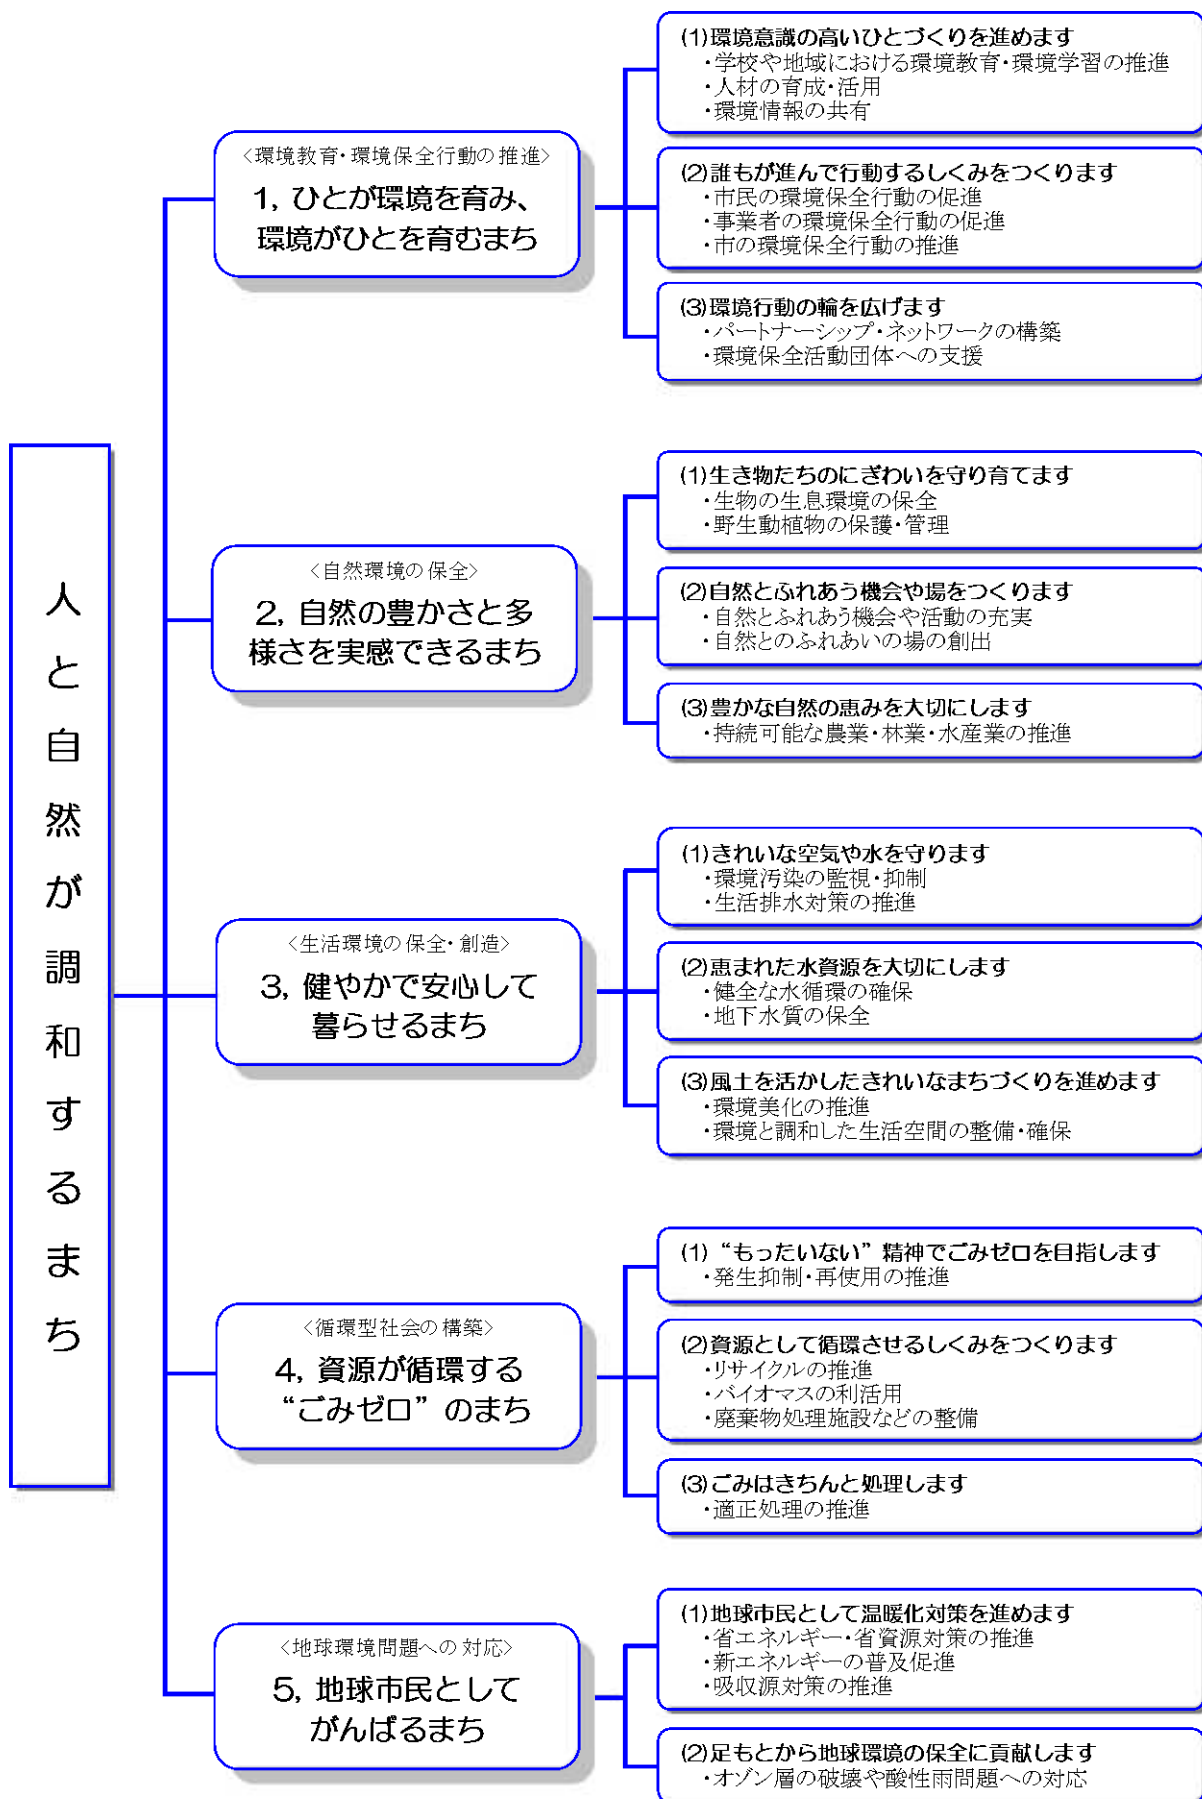 人と自然が調和するまち
〈環境教育・環境保全行動の推進〉
1, ひとが環境を育み、
環境がひとを育むまち
(1)環境意識の高いひとづくりを進めます
・学校や地域における環境教育・環境学習の推進
・人材の育成・活用
・環境情報の共有
(2)誰もが進んで行動するしくみをつくります
・市民の環境保全行動の促進
・事業者の環境保全行動の促進
・市の環境保全行動の推進
(3)環境行動の輪を広げます
・パートナーシップ・ネットワークの構築
・環境保全活動団体への支援
〈自然環境の保全〉
2, 自然の豊かさと多
様さを実感できるまち
(1)生き物たちのにぎわいを守り育てます
・生物の生息環境の保全
・野生動植物の保護・管理
(2)自然とふれあう機会や場をつくります
・自然とふれあう機会や活動の充実
・自然とのふれあいの場の創出
(3)豊かな自然の恵みを大切にします
・持続可能な農業・林業・水産業の推進
〈生活環境の保全・創造〉
3, 健やかで安心して
暮らせるまち
(1)きれいな空気や水を守ります
・環境汚染の監視・抑制
・生活排水対策の推進
(2)恵まれた水資源を大切にします
・健全な水循環の確保
・地下水質の保全
(3)風土を活かしたきれいなまちづくりを進めます
・環境美化の推進
・環境と調和した生活空間の整備・確保
〈循環型社会の構築〉
4, 資源が循環する
“ごみゼロ”のまち
(1)“もったいない”精神でごみゼロを目指します
・発生抑制・再使用の推進
(2)資源として循環させるしくみをつくります
・リサイクルの推進
・バイオマスの利活用
・廃棄物処理施設などの整備
(3)ごみはきちんと処理します
・適正処理の推進
〈地球環境問題への対応〉
5, 地球市民として
がんばるまち
(1)地球市民として温暖化対策を進めます
・省エネルギー・省資源対策の推進
・新エネルギーの普及促進
・吸収源対策の推進
(2)足もとから地球環境の保全に貢献します
・オゾン層の破壊や酸性雨問題への対応